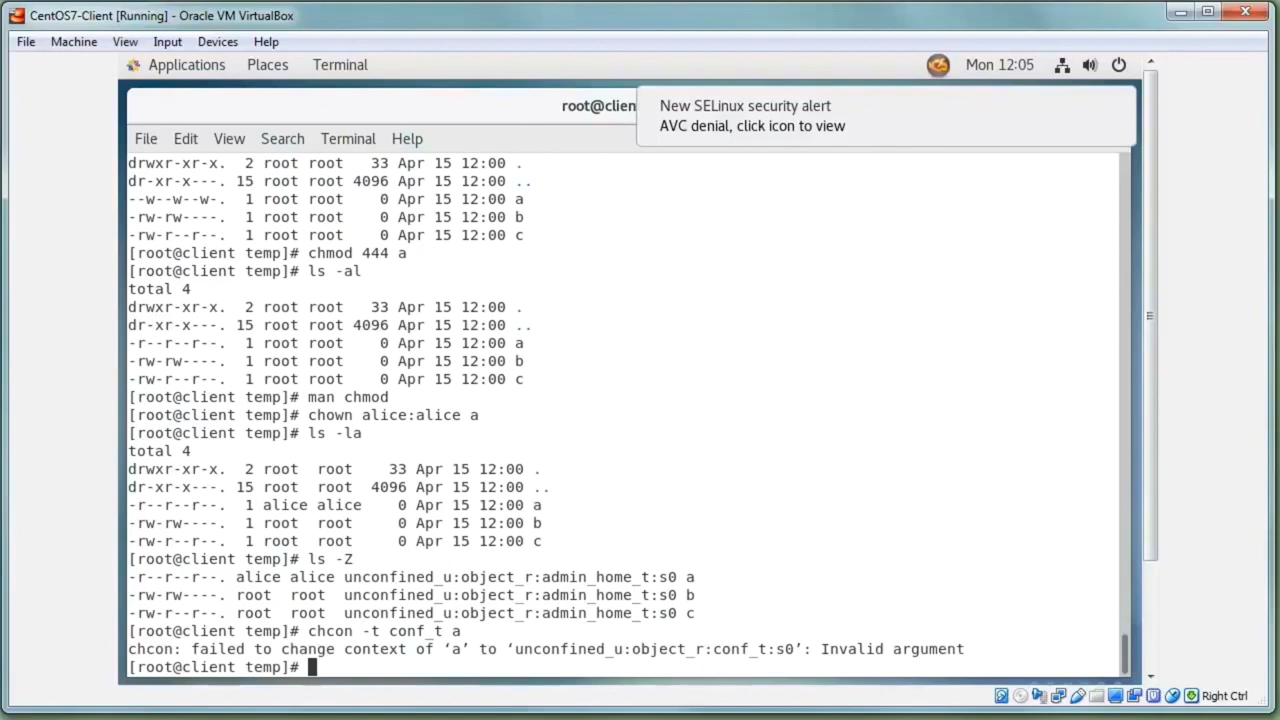 CentOS7-Client [Running] - Oracle VM VirtualBox
File Machine View Input Devices Help
Applications Places Terminal Mon 12:05
root@clien
New SELinux security alert
AVC denial, click icon to view
File Edit View Search Terminal Help
drwxr-xr-x. 2 root root 33 Apr 15 12:00 .
dr-xr-x---. 15 root root 4096 Apr 15 12:00 ..
--w--w--w-. 1 root root 0 Apr 15 12:00 a
-rw-rw----. 1 root root 0 Apr 15 12:00 b
-rw-r--r--. 1 root root 0 Apr 15 12:00 c
[root@client temp]# chmod 444 a
[root@client temp]# ls -al
total 4
drwxr-xr-x. 2 root root 33 Apr 15 12:00 .
dr-xr-x---. 15 root root 4096 Apr 15 12:00 ..
-r--r--r--. 1 root root 0 Apr 15 12:00 a
-rw-rw----. 1 root root 0 Apr 15 12:00 b
-rw-r--r--. 1 root root 0 Apr 15 12:00 c
[root@client temp]# man chmod
[root@client temp]# chown alice:alice a
[root@client temp]# ls -la
total 4
drwxr-xr-x. 2 root root 33 Apr 15 12:00 .
dr-xr-x---. 15 root root 4096 Apr 15 12:00 ..
-r--r--r--. 1 alice alice 0 Apr 15 12:00 a
-rw-rw----. 1 root root 0 Apr 15 12:00 b
-rw-r--r--. 1 root root 0 Apr 15 12:00 c
[root@client temp]# ls -Z
-r--r--r--. alice alice unconfined_u:object_r:admin_home_t:s0 a
-rw-rw----. root root unconfined_u:object_r:admin_home_t:s0 b
-rw-r--r--. root root unconfined_u:object_r:admin_home_t:s0 c
[root@client temp]# chcon -t conf_t a
chcon: failed to change context of ‘a’ to ‘unconfined_u:object_r:conf_t:s0’: Invalid argument
[root@client temp]#
Right Ctrl